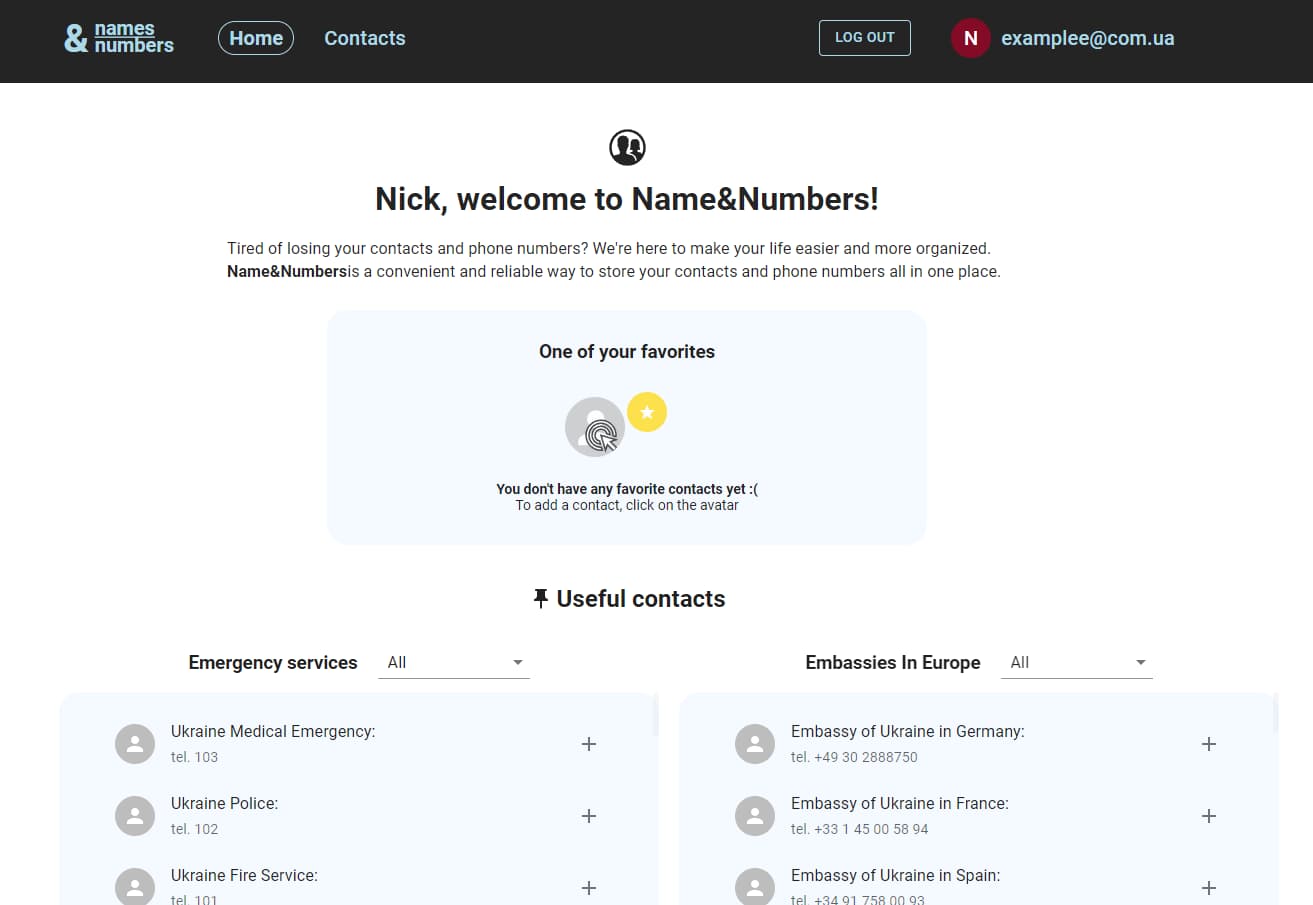 & names
numbers
Home
Contacts
LOG OUT
N
examplee@com.ua
Nick, welcome to Name&Numbers!
Tired of losing your contacts and phone numbers? We're here to make your life easier and more organized.
Name&Numbersis a convenient and reliable way to store your contacts and phone numbers all in one place.
One of your favorites
You don't have any favorite contacts yet :(
To add a contact, click on the avatar
Useful contacts
Emergency services
All
Ukraine Medical Emergency:
tel. 103
Ukraine Police:
tel. 102
Ukraine Fire Service:
tel. 101
Embassies In Europe
All
Embassy of Ukraine in Germany:
tel. +49 30 2888750
Embassy of Ukraine in France:
tel. +33 1 45 00 58 94
Embassy of Ukraine in Spain:
tel. +34 91 758 00 93